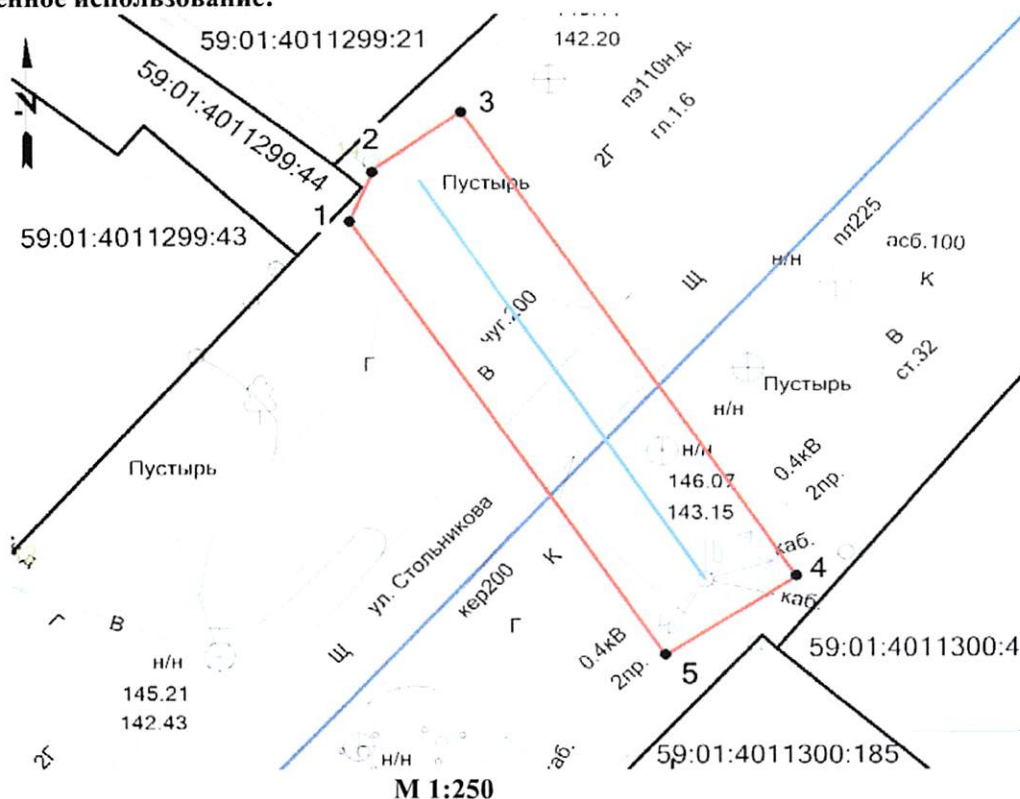 енное использование:
59:01:4011299:21
142.20
59:01:4011299:44
N
пэ110н.д.
гл.1.6
3
2
2Г
Пустырь
1
59:01:4011299:43
пл225
асб.100
н/н
К
Щ
чуг.200
В
В
ст.32
Г
Пустырь
н/н
н/н
0.4кВ
2пр.
Пустырь
146.07
143.15
ул. Стольникова
К
каб.
4
каб.
кер200
Г
Г
В
0.4кВ
2пр.
59:01:4011300:4
н/н
Щ
5
145.21
142.43
2Г
н/н
аб.
59:01:4011300:185
М 1:250